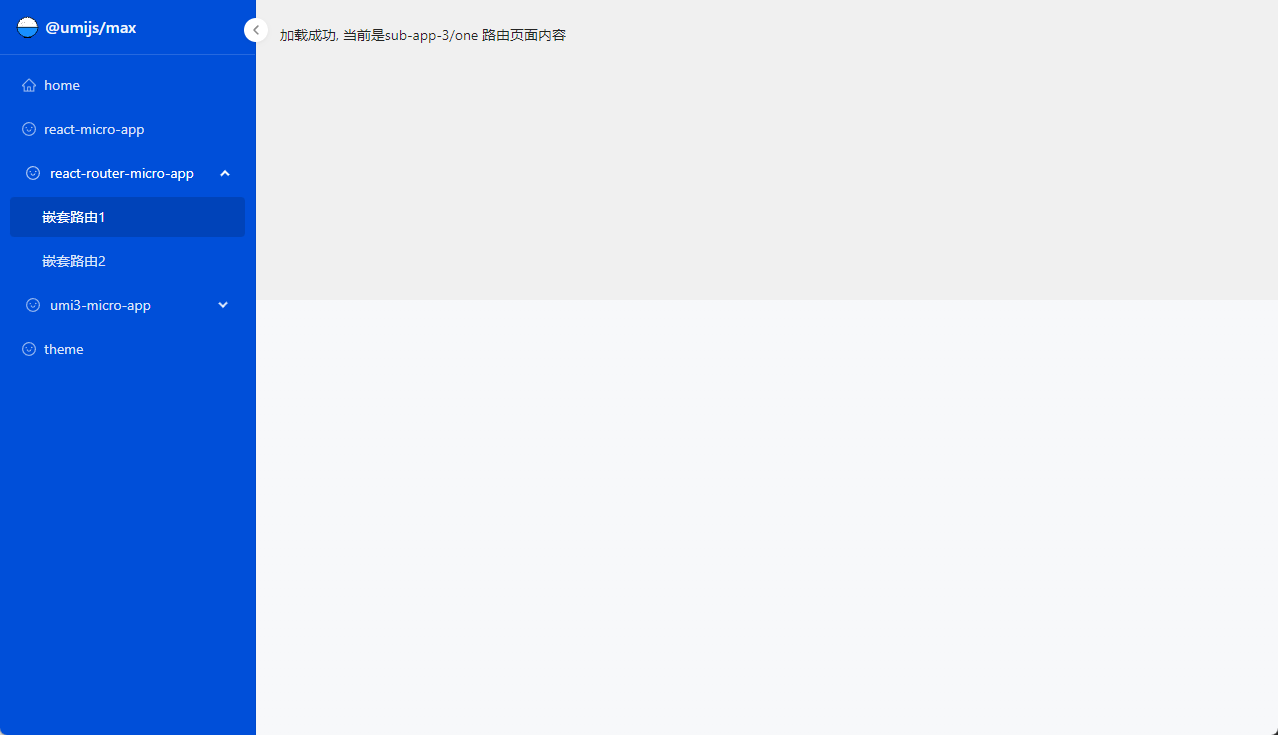 @umijs/max
加载成功, 当前是sub-app-3/one 路由页面内容
home
react-micro-app
react-router-micro-app
嵌套路由1
嵌套路由2
umi3-micro-app
theme